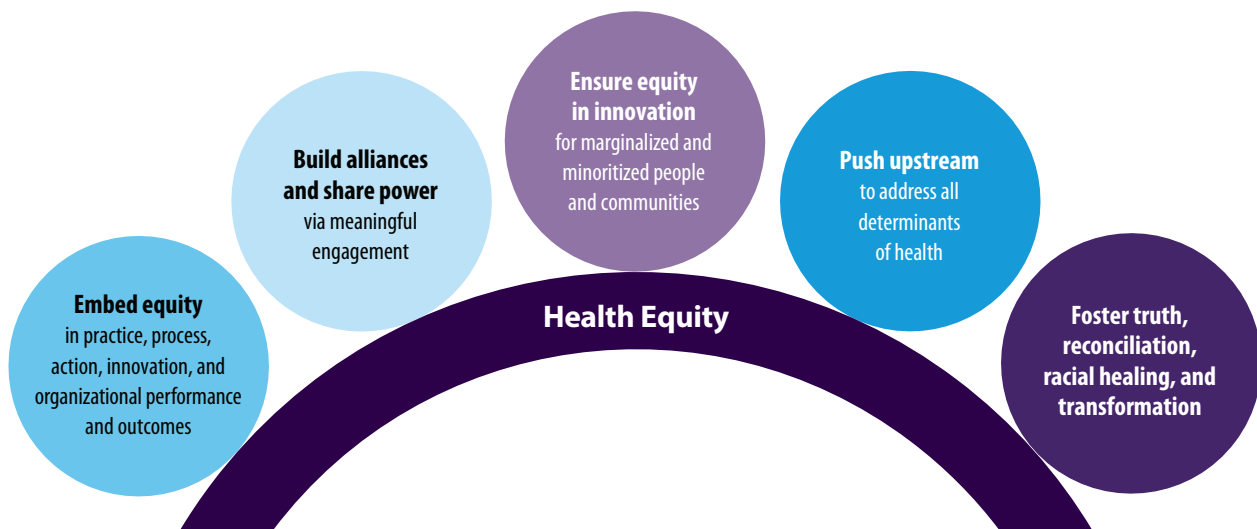 Embed equity
in practice, process,
action, innovation, and
organizational performance
and outcomes
Build alliances
and share power
via meaningful
engagement
Ensure equity
in innovation
for marginalized and
minoritized people
and communities
Push upstream
to address all
determinants
of health
Foster truth,
reconciliation,
racial healing, and
transformation
Health Equity